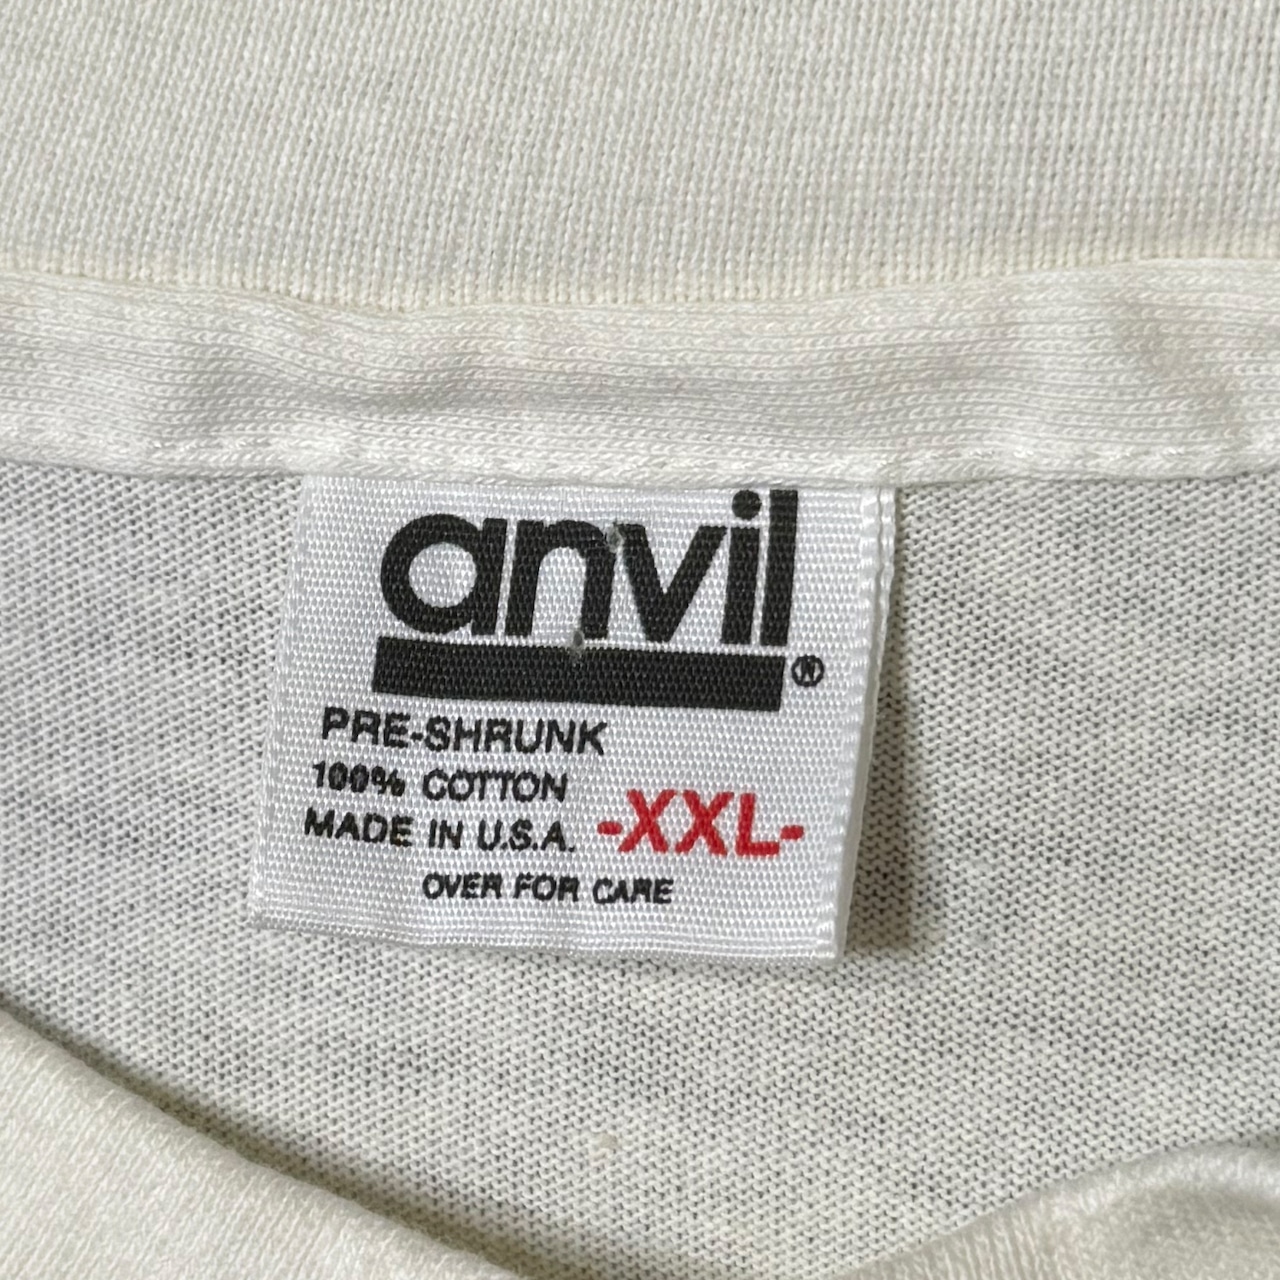 anvil®
PRE-SHRUNK
100% COTTON
MADE IN U.S.A. -XXL-
OVER FOR CARE